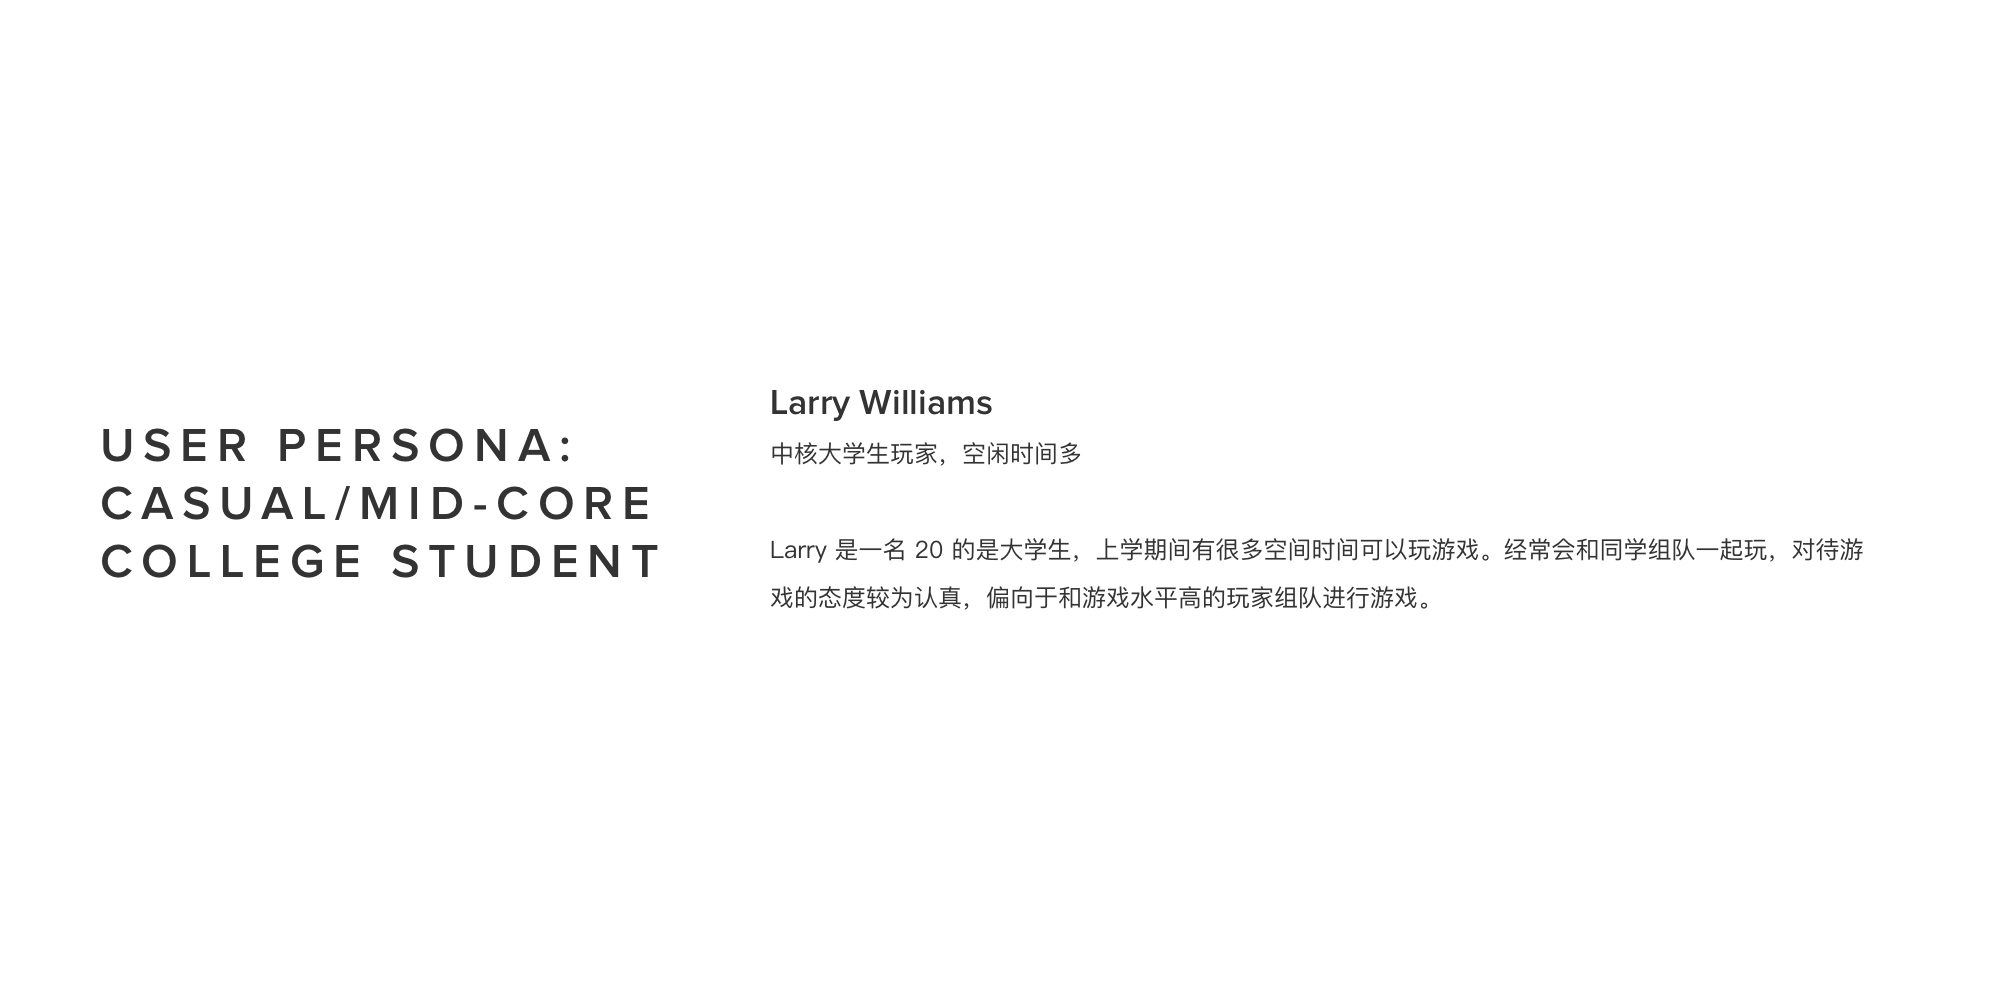 USER PERSONA:
CASUAL/MID-CORE
COLLEGE STUDENT
Larry Williams
中核大学生玩家，空闲时间多
Larry 是一名 20 的是大学生，上学期间有很多空间时间可以玩游戏。经常会和同学组队一起玩，对待游
戏的态度较为认真，偏向于和游戏水平高的玩家组队进行游戏。